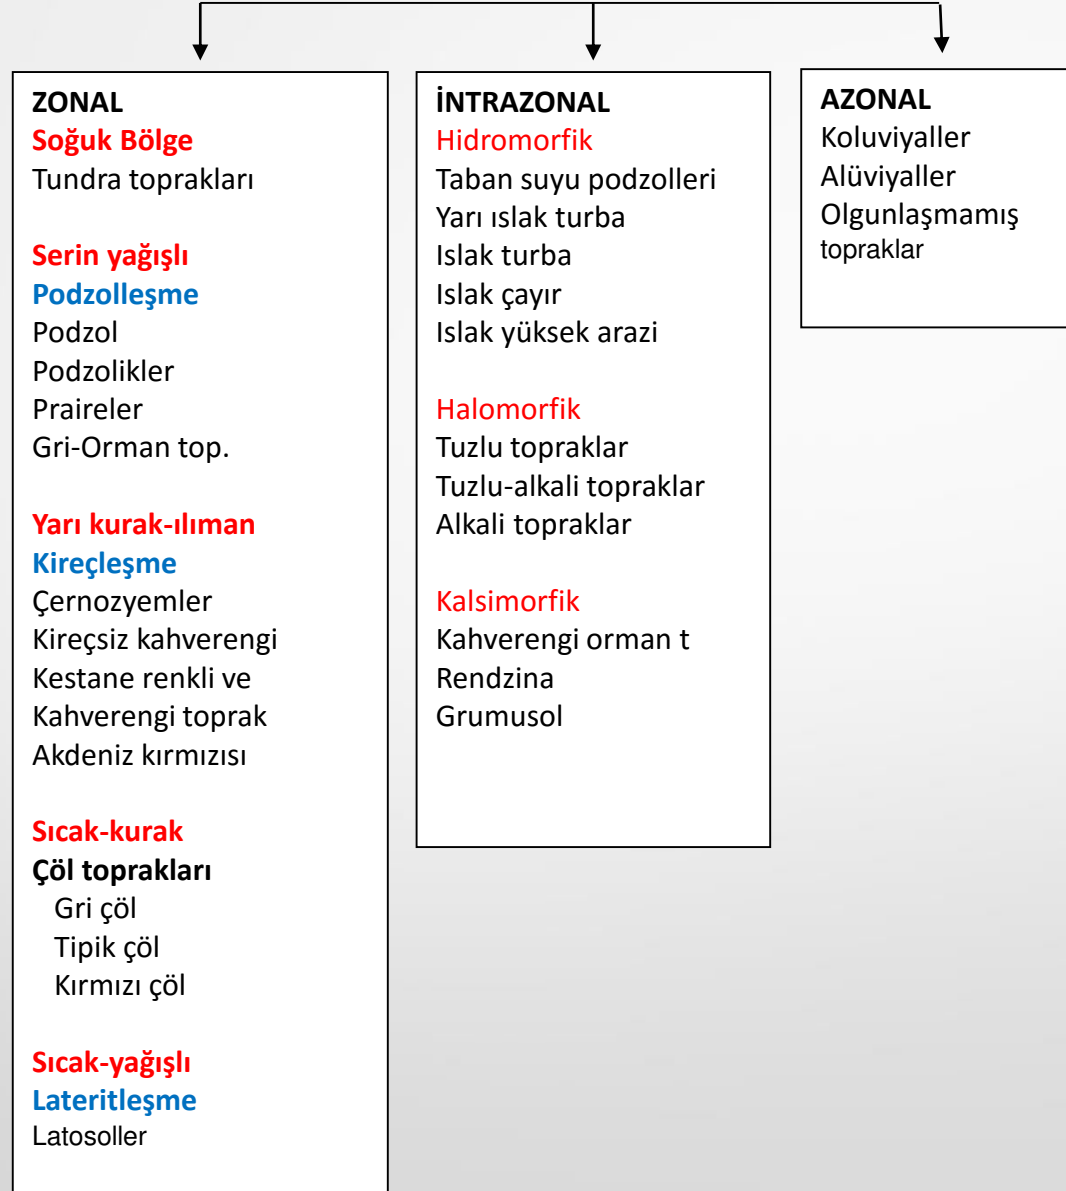 ZONAL
Soğuk Bölge
Tundra toprakları
Serin yağışlı
Podzolleşme
Podzol
Podzolikler
Praireler
Gri-Orman top.
Yarı kurak-ılıman
Kireçleşme
Çernozyemler
Kireçsiz kahverengi
Kestane renkli ve
Kahverengi toprak
Akdeniz kırmızısı
Sıcak-kurak
Çöl toprakları
Gri çöl
Tipik çöl
Kırmızı çöl
Sıcak-yağışlı
Lateritleşme
Latosoller
İNTRAZONAL
Hidromorfik
Taban suyu podzolleri
Yarı ıslak turba
Islak turba
Islak çayır
Islak yüksek arazi
Halomorfik
Tuzlu topraklar
Tuzlu-alkali topraklar
Alkali topraklar
Kalsimorfik
Kahverengi orman t
Rendzina
Grumusol
AZONAL
Koluviyaller
Alüviyaller
Olgunlaşmamış
topraklar